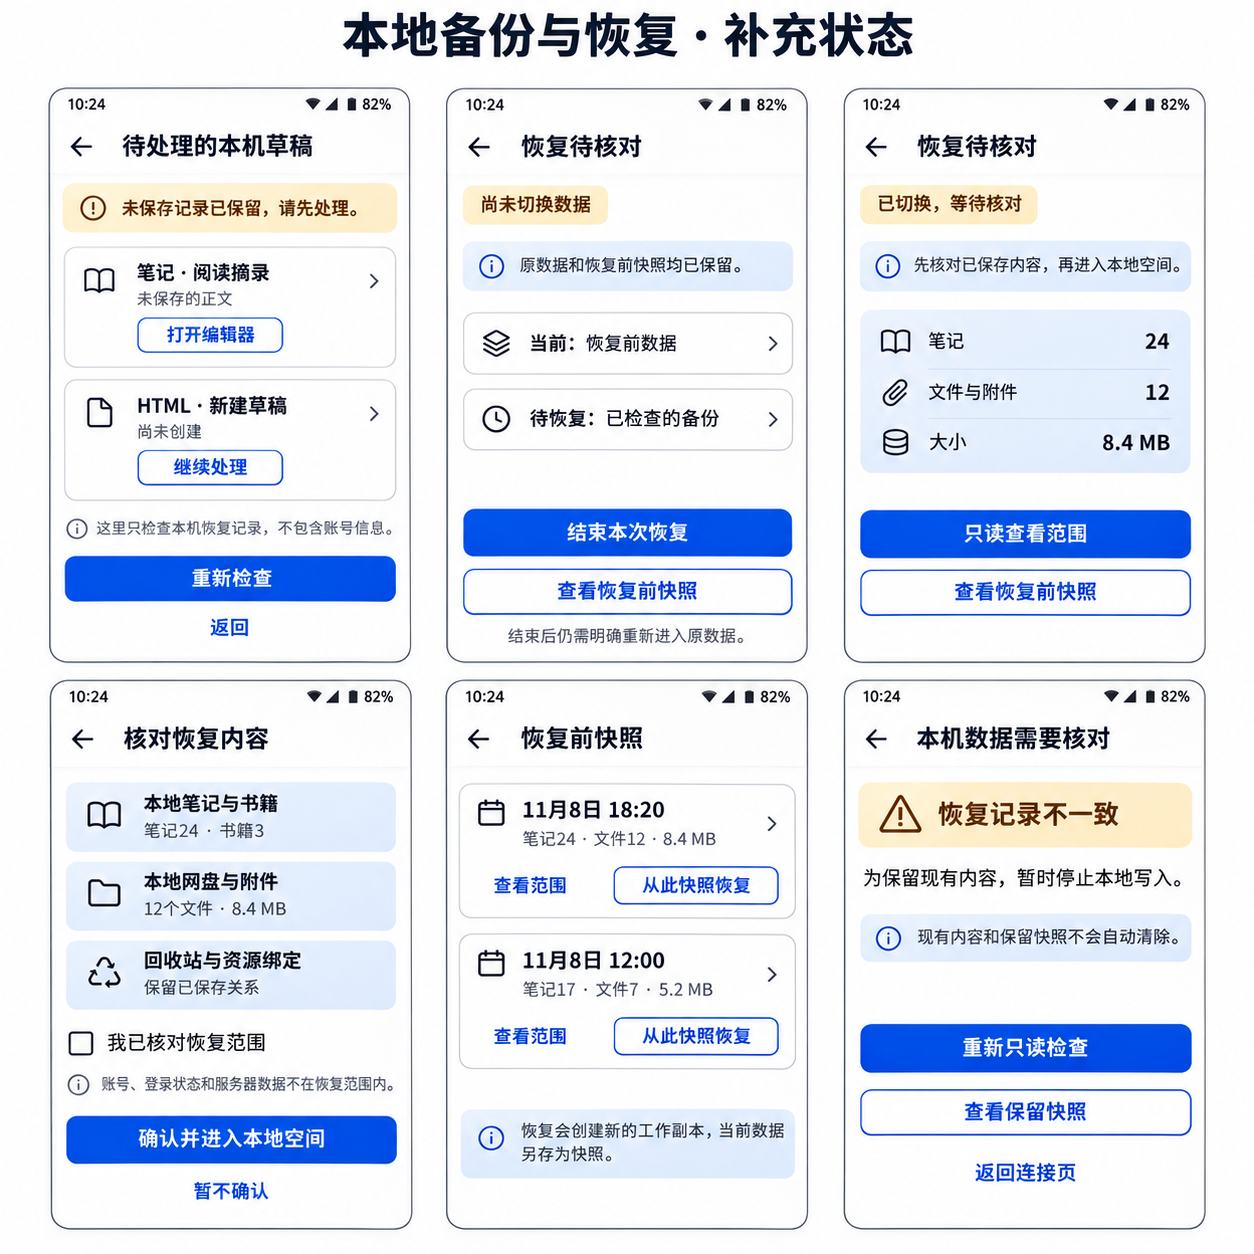 本地备份与恢复 · 补充状态
10:24 82%
待处理的本机草稿
未保存记录已保留，请先处理。
笔记 · 阅读摘录
未保存的正文
打开编辑器
HTML · 新建草稿
尚未创建
继续处理
这里只检查本机恢复记录，不包含账号信息。
重新检查
返回
10:24 82%
恢复待核对
尚未切换数据
原数据和恢复前快照均已保留。
当前：恢复前数据
待恢复：已检查的备份
结束本次恢复
查看恢复前快照
结束后仍需明确重新进入原数据。
10:24 82%
恢复待核对
已切换，等待核对
先核对已保存内容，再进入本地空间。
笔记 24
文件与附件 12
大小 8.4 MB
只读查看范围
查看恢复前快照
10:24 82%
核对恢复内容
本地笔记与书籍
笔记24 · 书籍3
本地网盘与附件
12个文件 · 8.4 MB
回收站与资源绑定
保留已保存关系
我已核对恢复范围
账号、登录状态和服务器数据不在恢复范围内。
确认并进入本地空间
暂不确认
10:24 82%
恢复前快照
11月8日 18:20
笔记24 · 文件12 · 8.4 MB
查看范围 从此快照恢复
11月8日 12:00
笔记17 · 文件7 · 5.2 MB
查看范围 从此快照恢复
恢复会创建新的工作副本，当前数据
另存为快照。
10:24 82%
本机数据需要核对
恢复记录不一致
为保留现有内容，暂时停止本地写入。
现有内容和保留快照不会自动清除。
重新只读检查
查看保留快照
返回连接页